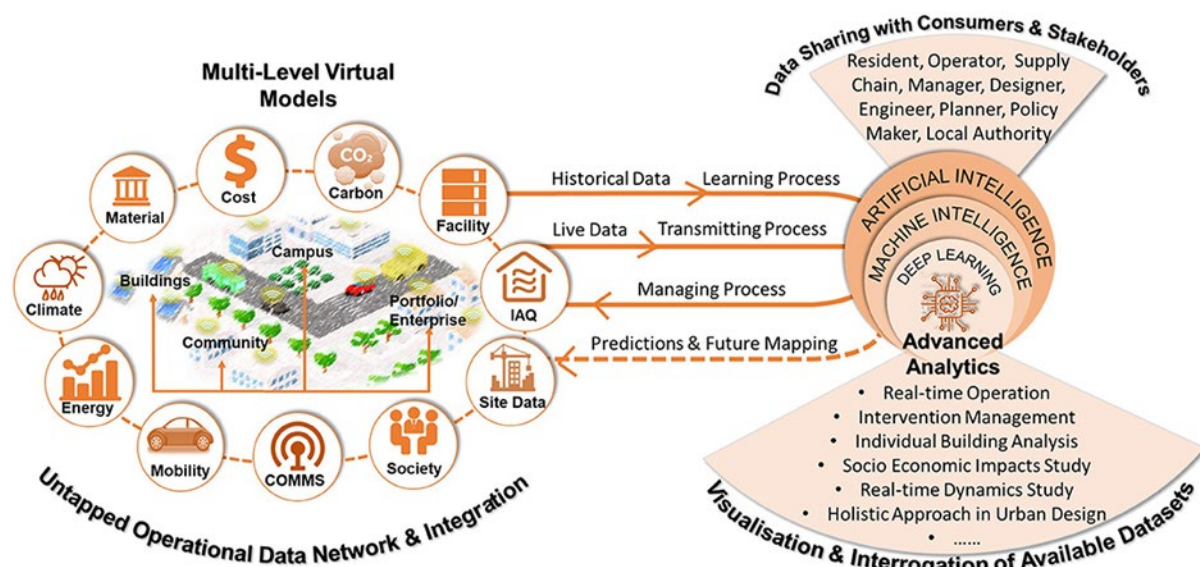 Multi-Level Virtual
Models
Cost
Carbon
CO₂
$
Material
Facility
Climate
IAQ
Energy
Site Data
Mobility
COMMS
Society
Campus
Buildings
Portfolio/
Enterprise
Community
Untapped Operational Data Network & Integration
Historical Data
Learning Process
Live Data
Transmitting Process
Managing Process
Predictions & Future Mapping
Data Sharing with Consumers & Stakeholders
Resident, Operator, Supply
Chain, Manager, Designer,
Engineer, Planner, Policy
Maker, Local Authority
ARTIFICIAL INTELLIGENCE
MACHINE INTELLIGENCE
DEEP LEARNING
Advanced
Analytics
• Real-time Operation
• Intervention Management
• Individual Building Analysis
• Socio Economic Impacts Study
• Real-time Dynamics Study
• Holistic Approach in Urban Design
• ......
Visualisation & Interrogation of Available Datasets